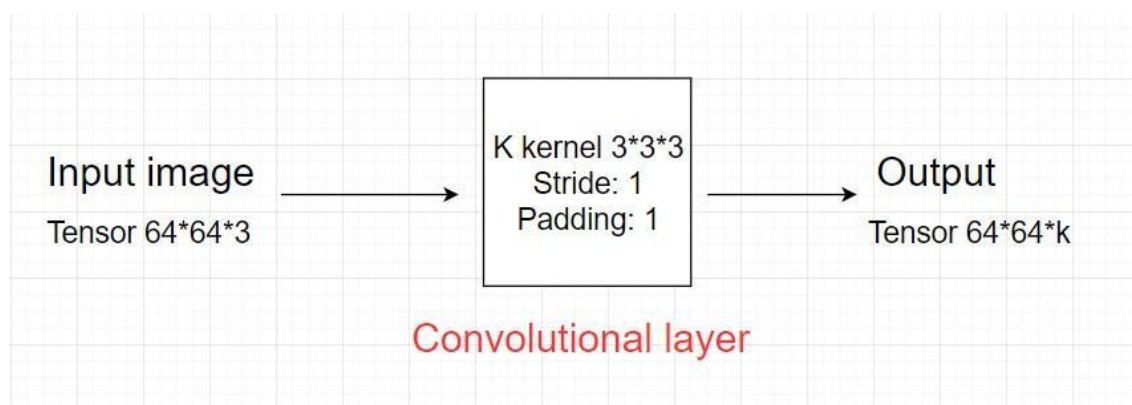 Input image
Tensor 64*64*3
K kernel 3*3*3
Stride: 1
Padding: 1
Output
Tensor 64*64*k
Convolutional layer